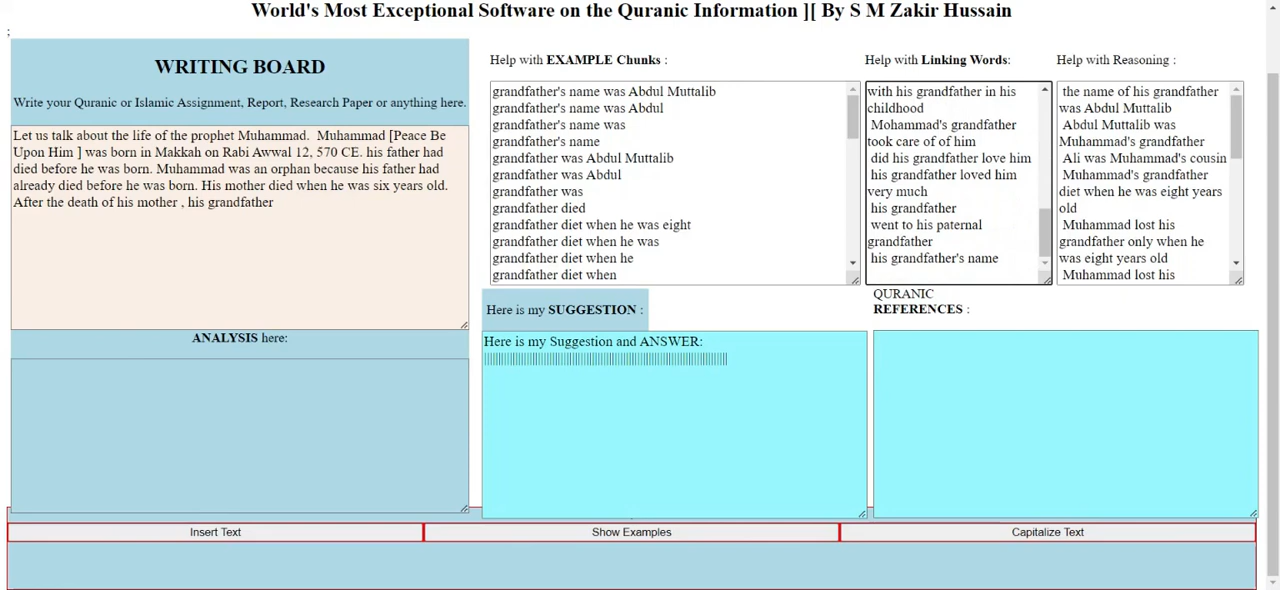 World's Most Exceptional Software on the Quranic Information ][ By S M Zakir Hussain
;
WRITING BOARD
Write your Quranic or Islamic Assignment, Report, Research Paper or anything here.
Let us talk about the life of the prophet Muhammad.  Muhammad [Peace Be
Upon Him ] was born in Makkah on Rabi Awwal 12, 570 CE. his father had
died before he was born. Muhammad was an orphan because his father had
already died before he was born. His mother died when he was six years old.
After the death of his mother , his grandfather
ANALYSIS here:
Help with EXAMPLE Chunks :
grandfather's name was Abdul Muttalib
grandfather's name was Abdul
grandfather's name was
grandfather's name
grandfather was Abdul Muttalib
grandfather was Abdul
grandfather was
grandfather died
grandfather diet when he was eight
grandfather diet when he was
grandfather diet when he
grandfather diet when
Help with Linking Words:
with his grandfather in his
childhood
Mohammad's grandfather
took care of of him
did his grandfather love him
his grandfather loved him
very much
his grandfather
went to his paternal
grandfather
his grandfather's name
Help with Reasoning :
the name of his grandfather
was Abdul Muttalib
Abdul Muttalib was
Muhammad's grandfather
Ali was Muhammad's cousin
Muhammad's grandfather
diet when he was eight years
old
Muhammad lost his
grandfather only when he
was eight years old
Muhammad lost his
Here is my SUGGESTION :
Here is my Suggestion and ANSWER:
QURANIC
REFERENCES :
Insert Text
Show Examples
Capitalize Text